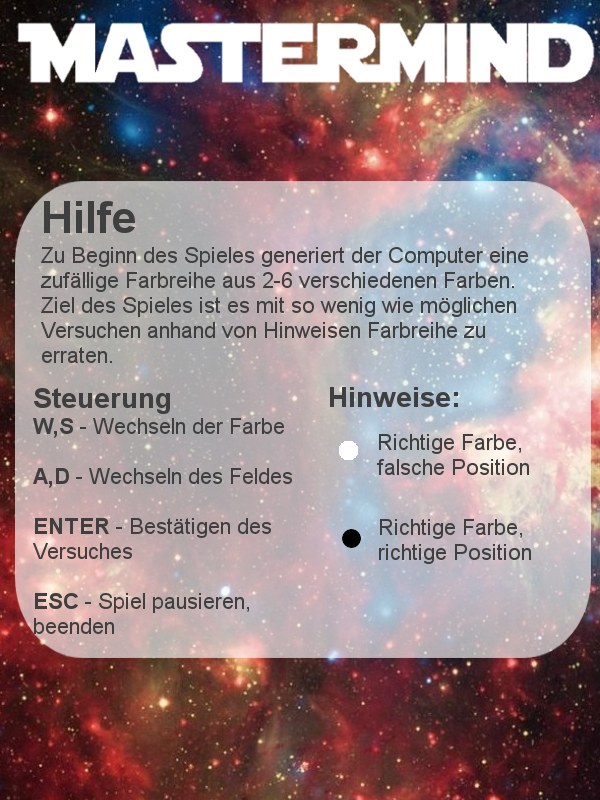 MASTERMIND
Hilfe
Zu Beginn des Spieles generiert der Computer eine
zufällige Farbreihe aus 2-6 verschiedenen Farben.
Ziel des Spieles ist es mit so wenig wie möglichen
Versuchen anhand von Hinweisen Farbreihe zu
erraten.
Steuerung
W,S - Wechseln der Farbe
A,D - Wechseln des Feldes
ENTER - Bestätigen des
Versuches
ESC - Spiel pausieren,
beenden
Hinweise:
Richtige Farbe,
falsche Position
Richtige Farbe,
richtige Position